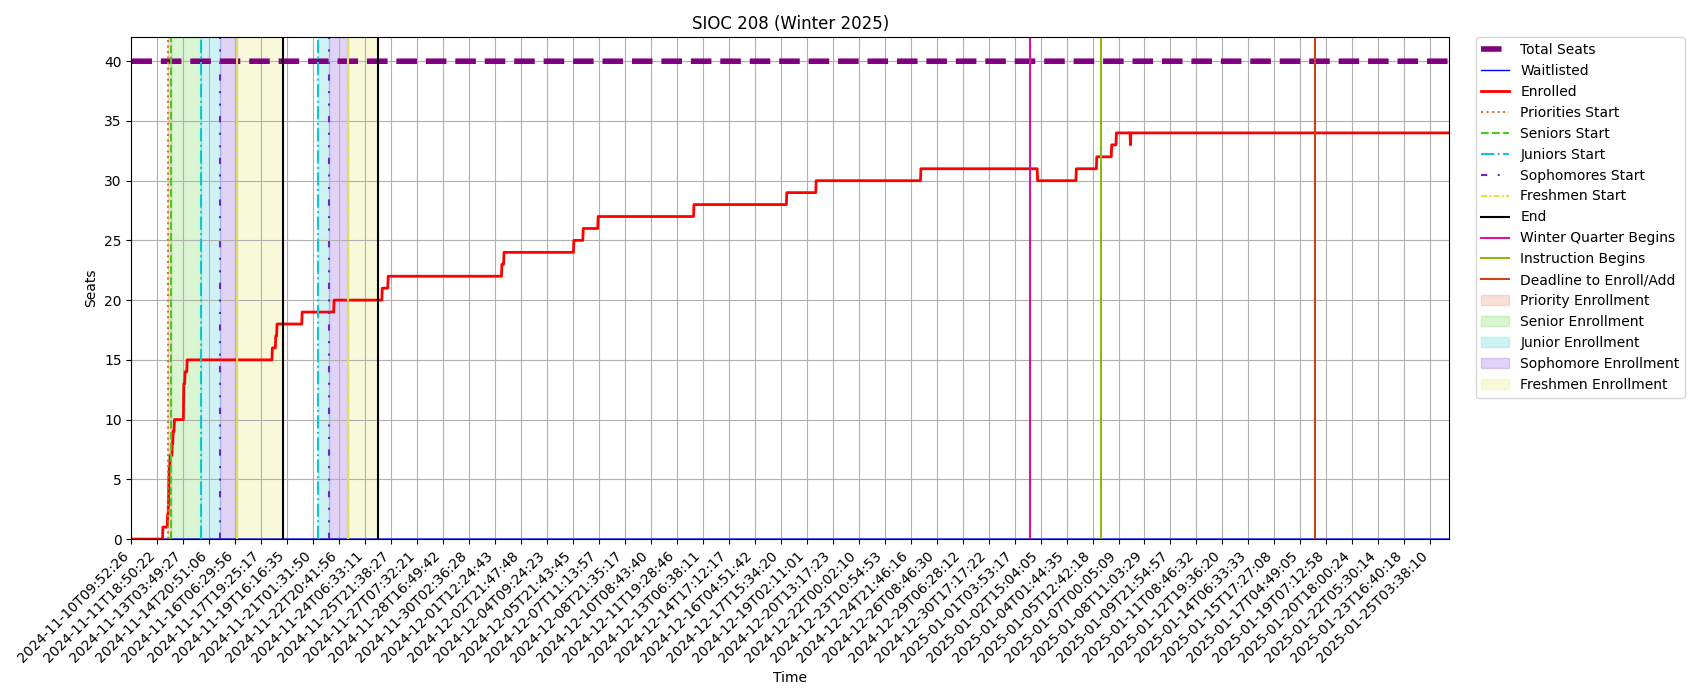 SIOC 208 (Winter 2025)
Seats
40
35
30
25
20
15
10
5
0
2024-11-10T09:52:26
2024-11-11T18:50:22
2024-11-13T03:49:27
2024-11-14T20:51:06
2024-11-16T06:29:56
2024-11-17T19:25:17
2024-11-19T16:16:35
2024-11-21T01:31:50
2024-11-22T20:41:56
2024-11-24T06:33:11
2024-11-25T21:38:27
2024-11-27T07:32:21
2024-11-28T16:49:42
2024-11-30T02:36:28
2024-12-01T12:24:43
2024-12-02T21:47:48
2024-12-04T09:24:23
2024-12-05T21:43:45
2024-12-07T11:13:57
2024-12-08T21:35:17
2024-12-10T08:43:40
2024-12-11T19:28:46
2024-12-13T06:38:11
2024-12-14T17:12:17
2024-12-16T04:51:42
2024-12-17T15:34:20
2024-12-19T02:11:01
2024-12-20T13:17:23
2024-12-22T00:02:10
2024-12-23T10:54:53
2024-12-24T21:46:16
2024-12-26T08:46:30
2024-12-29T06:28:12
2024-12-30T17:17:22
2025-01-01T03:53:17
2025-01-02T15:04:05
2025-01-04T01:44:35
2025-01-05T12:42:18
2025-01-07T00:05:09
2025-01-08T11:03:29
2025-01-09T21:54:57
2025-01-11T08:46:32
2025-01-12T19:36:20
2025-01-14T06:33:33
2025-01-15T17:27:08
2025-01-17T04:49:05
2025-01-19T07:12:58
2025-01-20T18:00:24
2025-01-22T05:30:14
2025-01-23T16:40:18
2025-01-25T03:38:10
Time
Total Seats
Waitlisted
Enrolled
Priorities Start
Seniors Start
Juniors Start
Sophomores Start
Freshmen Start
End
Winter Quarter Begins
Instruction Begins
Deadline to Enroll/Add
Priority Enrollment
Senior Enrollment
Junior Enrollment
Sophomore Enrollment
Freshmen Enrollment